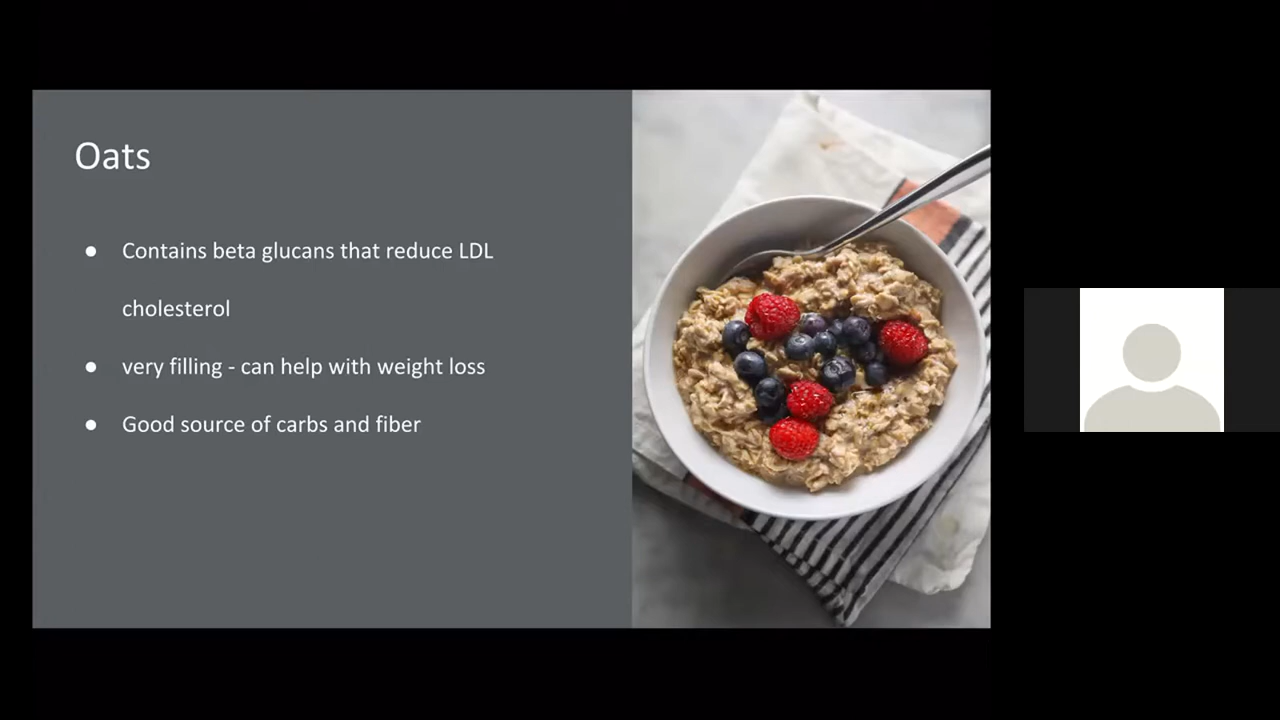 Oats
● Contains beta glucans that reduce LDL
cholesterol
● very filling - can help with weight loss
● Good source of carbs and fiber